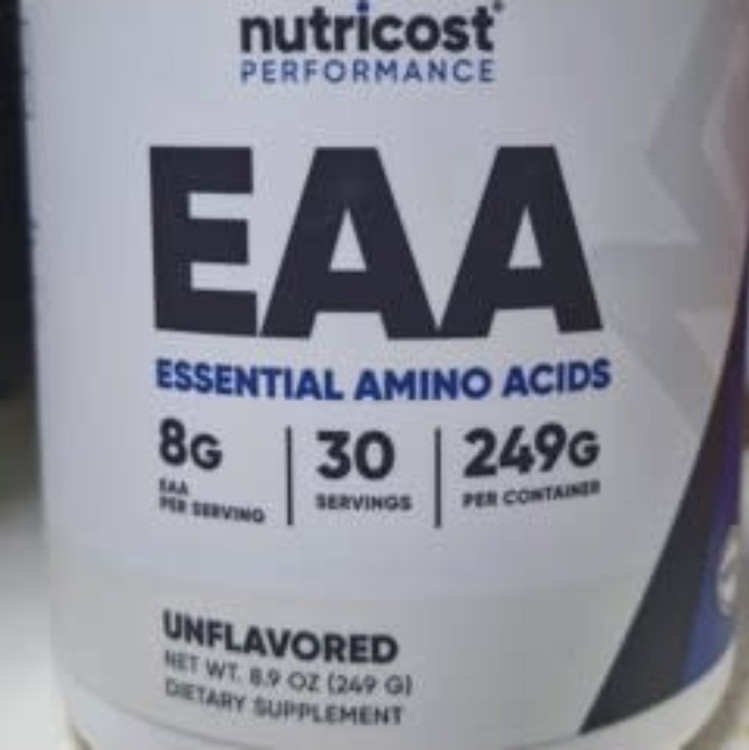 nutricost®
PERFORMANCE
EAA
ESSENTIAL AMINO ACIDS
8G
EAA
PER SERVING
30
SERVINGS
249G
PER CONTAINER
UNFLAVORED
NET WT. 8.9 OZ (249 G)
DIETARY SUPPLEMENT